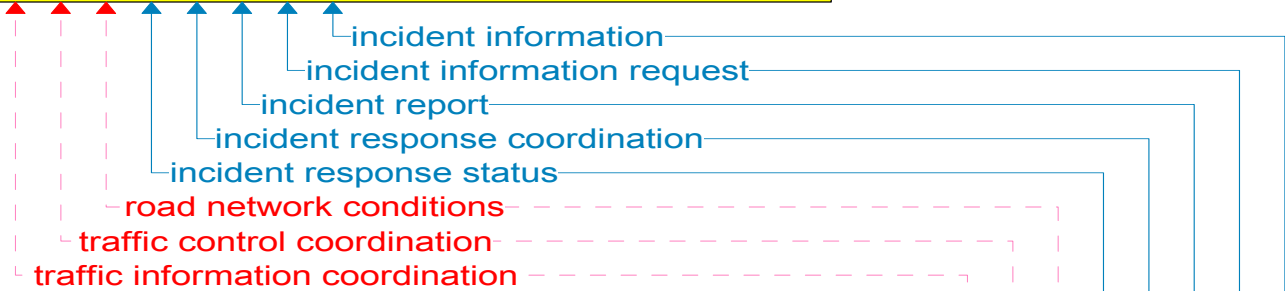 incident information
incident information request
incident report
incident response coordination
incident response status
road network conditions
traffic control coordination
traffic information coordination